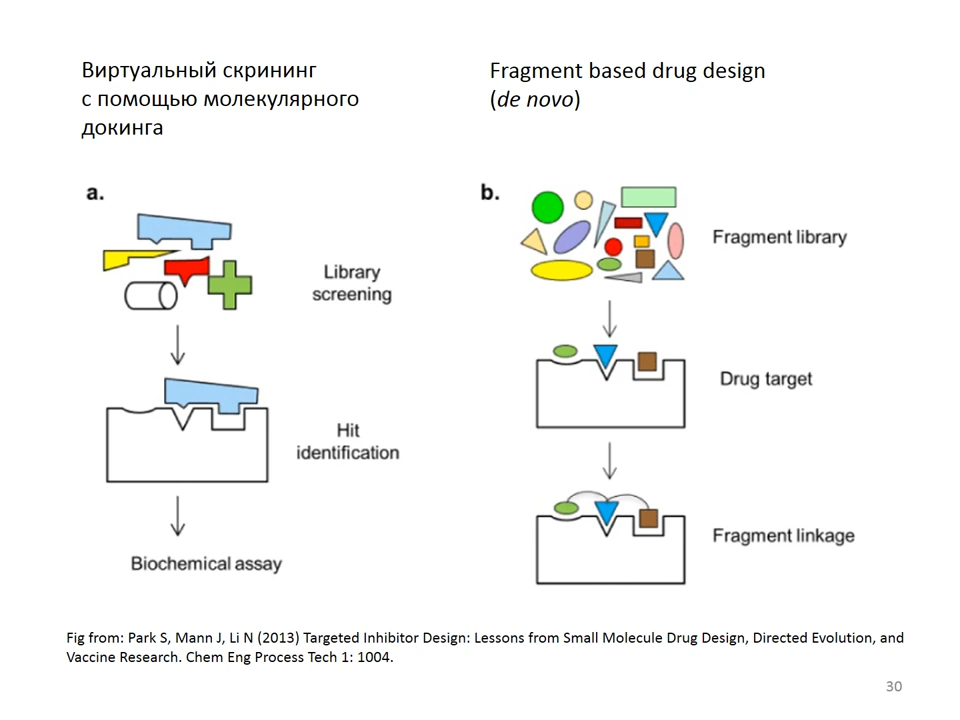 Виртуальный скрининг
с помощью молекулярного
докинга
Fragment based drug design
(de novo)
a.
Library
screening
Hit
identification
Biochemical assay
b.
Fragment library
Drug target
Fragment linkage
Fig from: Park S, Mann J, Li N (2013) Targeted Inhibitor Design: Lessons from Small Molecule Drug Design, Directed Evolution, and
Vaccine Research. Chem Eng Process Tech 1: 1004.
30